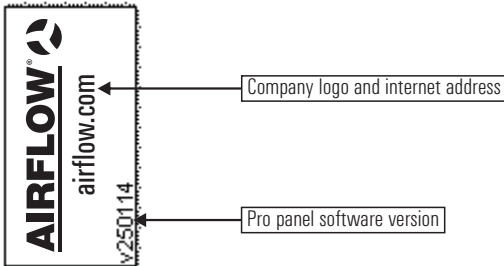 AIRFLOW®
airflow.com
v250114
Company logo and internet address
Pro panel software version